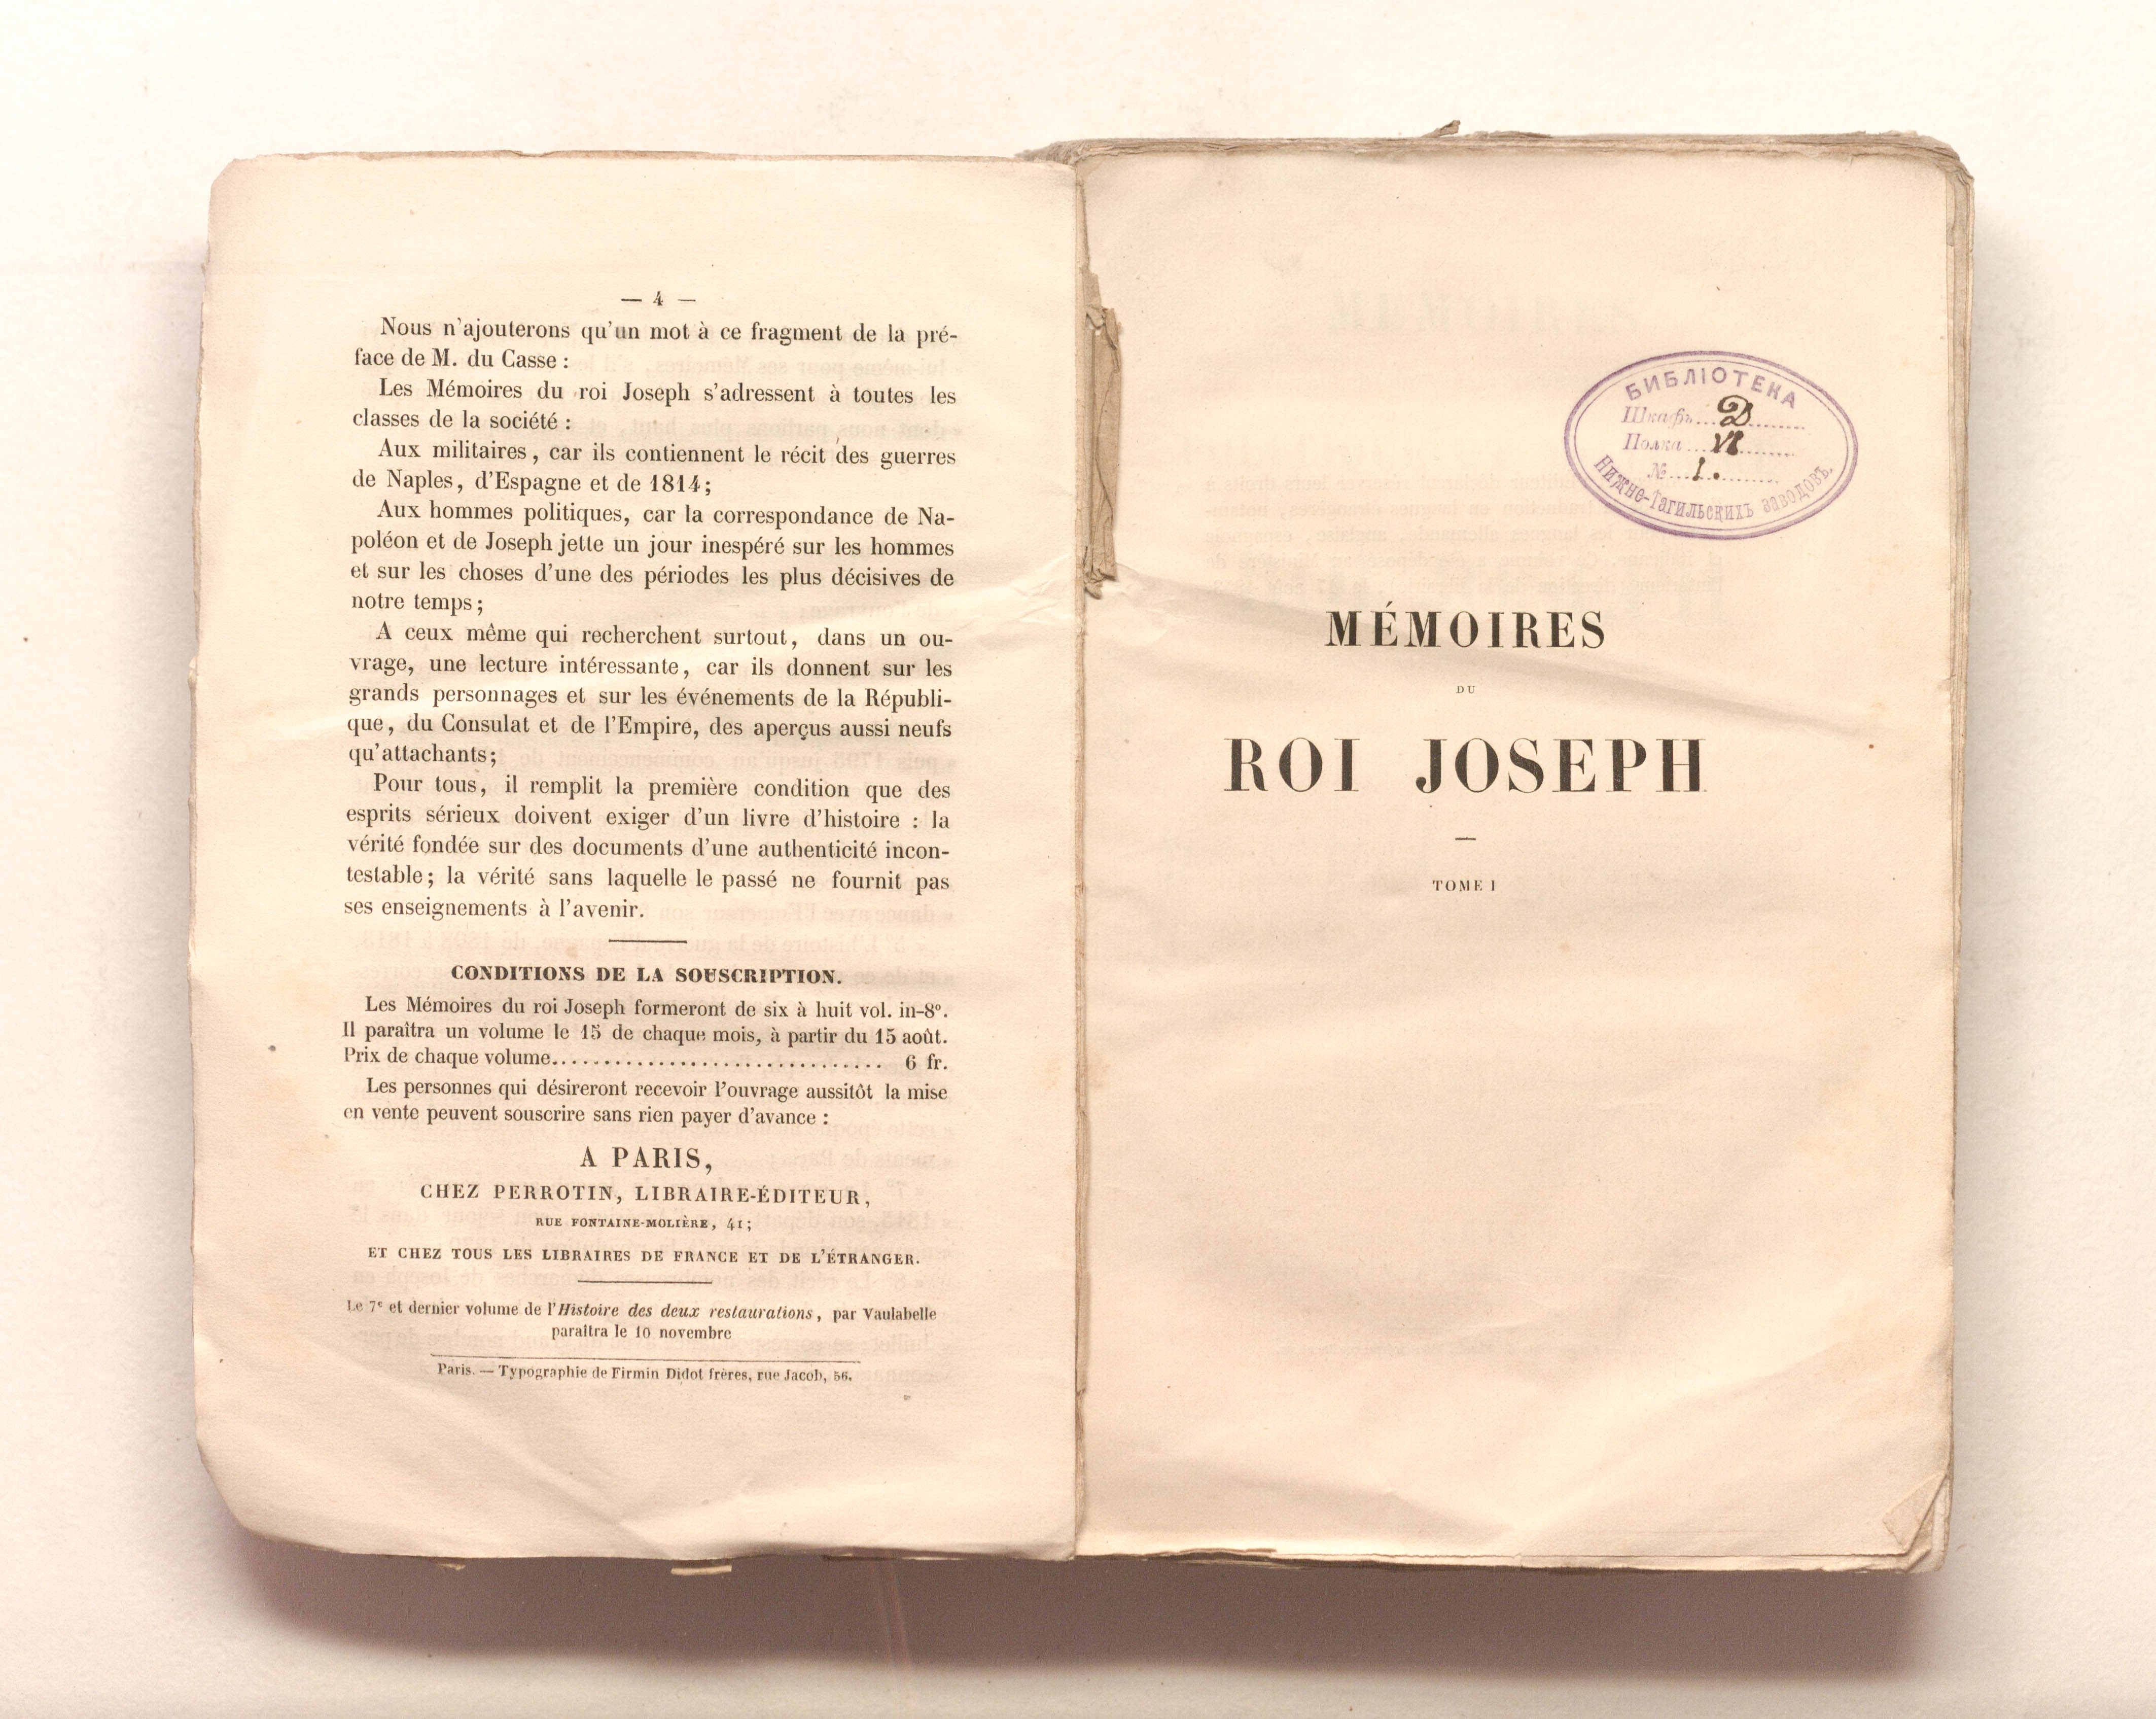 — 4 —
Nous n'ajouterons qu'un mot à ce fragment de la pré-
face de M. du Casse :
Les Mémoires du roi Joseph s'adressent à toutes les
classes de la société :
Aux militaires, car ils contiennent le récit des guerres
de Naples, d'Espagne et de 1814;
Aux hommes politiques, car la correspondance de Na-
poléon et de Joseph jette un jour inespéré sur les hommes
et sur les choses d'une des périodes les plus décisives de
notre temps;
A ceux même qui recherchent surtout, dans un ou-
vrage, une lecture intéressante, car ils donnent sur les
grands personnages et sur les événements de la Républi-
que, du Consulat et de l'Empire, des aperçus aussi neufs
qu'attachants;
Pour tous, il remplit la première condition que des
esprits sérieux doivent exiger d'un livre d'histoire : la
vérité fondée sur des documents d'une authenticité incon-
testable; la vérité sans laquelle le passé ne fournit pas
ses enseignements à l'avenir.
CONDITIONS DE LA SOUSCRIPTION.
Les Mémoires du roi Joseph formeront de six à huit vol. in-8°.
Il paraîtra un volume le 15 de chaque mois, à partir du 15 août.
Prix de chaque volume................................ 6 fr.
Les personnes qui désireront recevoir l'ouvrage aussitôt la mise
en vente peuvent souscrire sans rien payer d'avance :
A PARIS,
CHEZ PERROTIN, LIBRAIRE-ÉDITEUR,
RUE FONTAINE-MOLIÈRE, 41;
ET CHEZ TOUS LES LIBRAIRES DE FRANCE ET DE L'ÉTRANGER.
Le 7e et dernier volume de l'Histoire des deux restaurations, par Vaulabelle
paraîtra le 10 novembre
Paris. — Typographie de Firmin Didot frères, rue Jacob, 56.
БИБЛІОТЕКА
Шкафъ...D........
Полка...VI........
№...1.........
Нижне-Тагильскихъ заводовъ.
MÉMOIRES
DU
ROI JOSEPH
—
TOME I